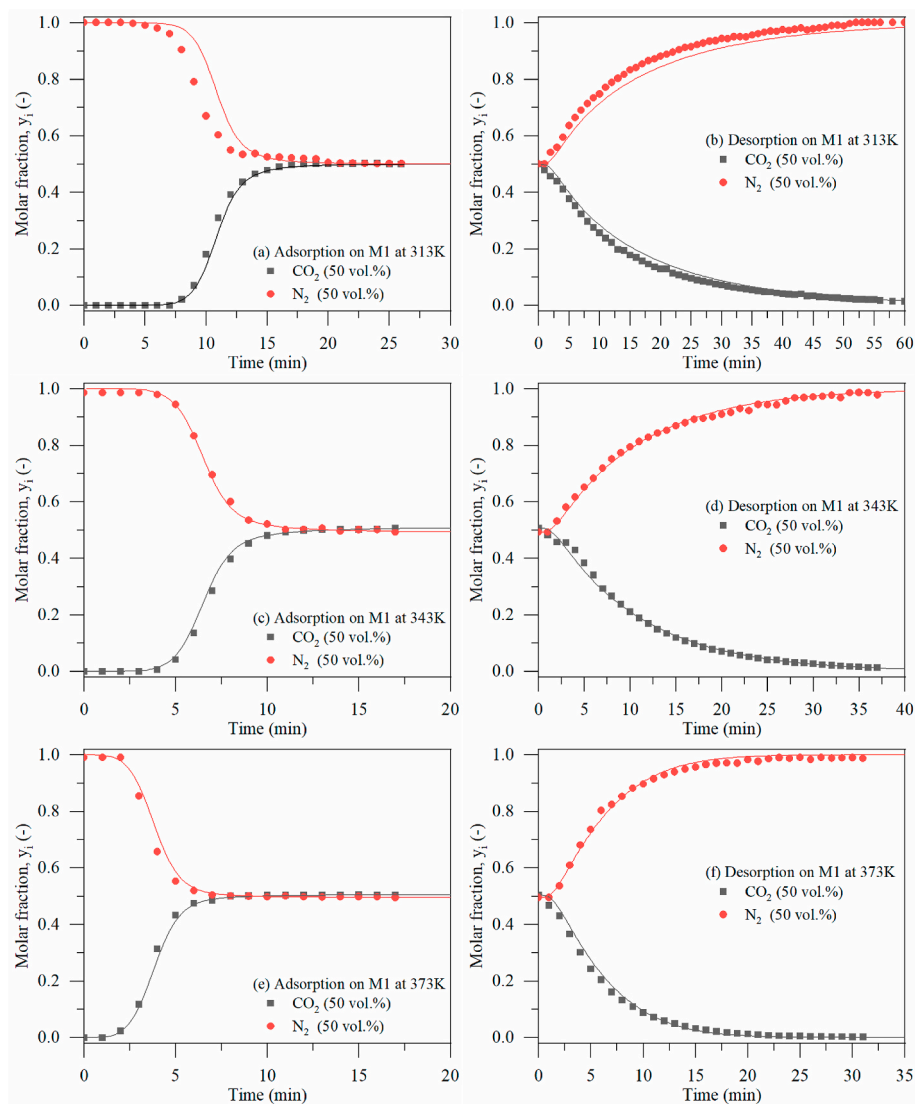 Molar fraction, yᵢ (-)
1.0
0.8
0.6
0.4
0.2
0.0
(a) Adsorption on M1 at 313K
CO₂ (50 vol.%)
N₂ (50 vol.%)
0 5 10 15 20 25 30
Time (min)
Molar fraction, yᵢ (-)
1.0
0.8
0.6
0.4
0.2
0.0
(b) Desorption on M1 at 313K
CO₂ (50 vol.%)
N₂ (50 vol.%)
0 5 10 15 20 25 30 35 40 45 50 55 60
Time (min)
Molar fraction, yᵢ (-)
1.0
0.8
0.6
0.4
0.2
0.0
(c) Adsorption on M1 at 343K
CO₂ (50 vol.%)
N₂ (50 vol.%)
0 5 10 15 20
Time (min)
Molar fraction, yᵢ (-)
1.0
0.8
0.6
0.4
0.2
0.0
(d) Desorption on M1 at 343K
CO₂ (50 vol.%)
N₂ (50 vol.%)
0 5 10 15 20 25 30 35 40
Time (min)
Molar fraction, yᵢ (-)
1.0
0.8
0.6
0.4
0.2
0.0
(e) Adsorption on M1 at 373K
CO₂ (50 vol.%)
N₂ (50 vol.%)
0 5 10 15 20
Time (min)
Molar fraction, yᵢ (-)
1.0
0.8
0.6
0.4
0.2
0.0
(f) Desorption on M1 at 373K
CO₂ (50 vol.%)
N₂ (50 vol.%)
0 5 10 15 20 25 30 35
Time (min)